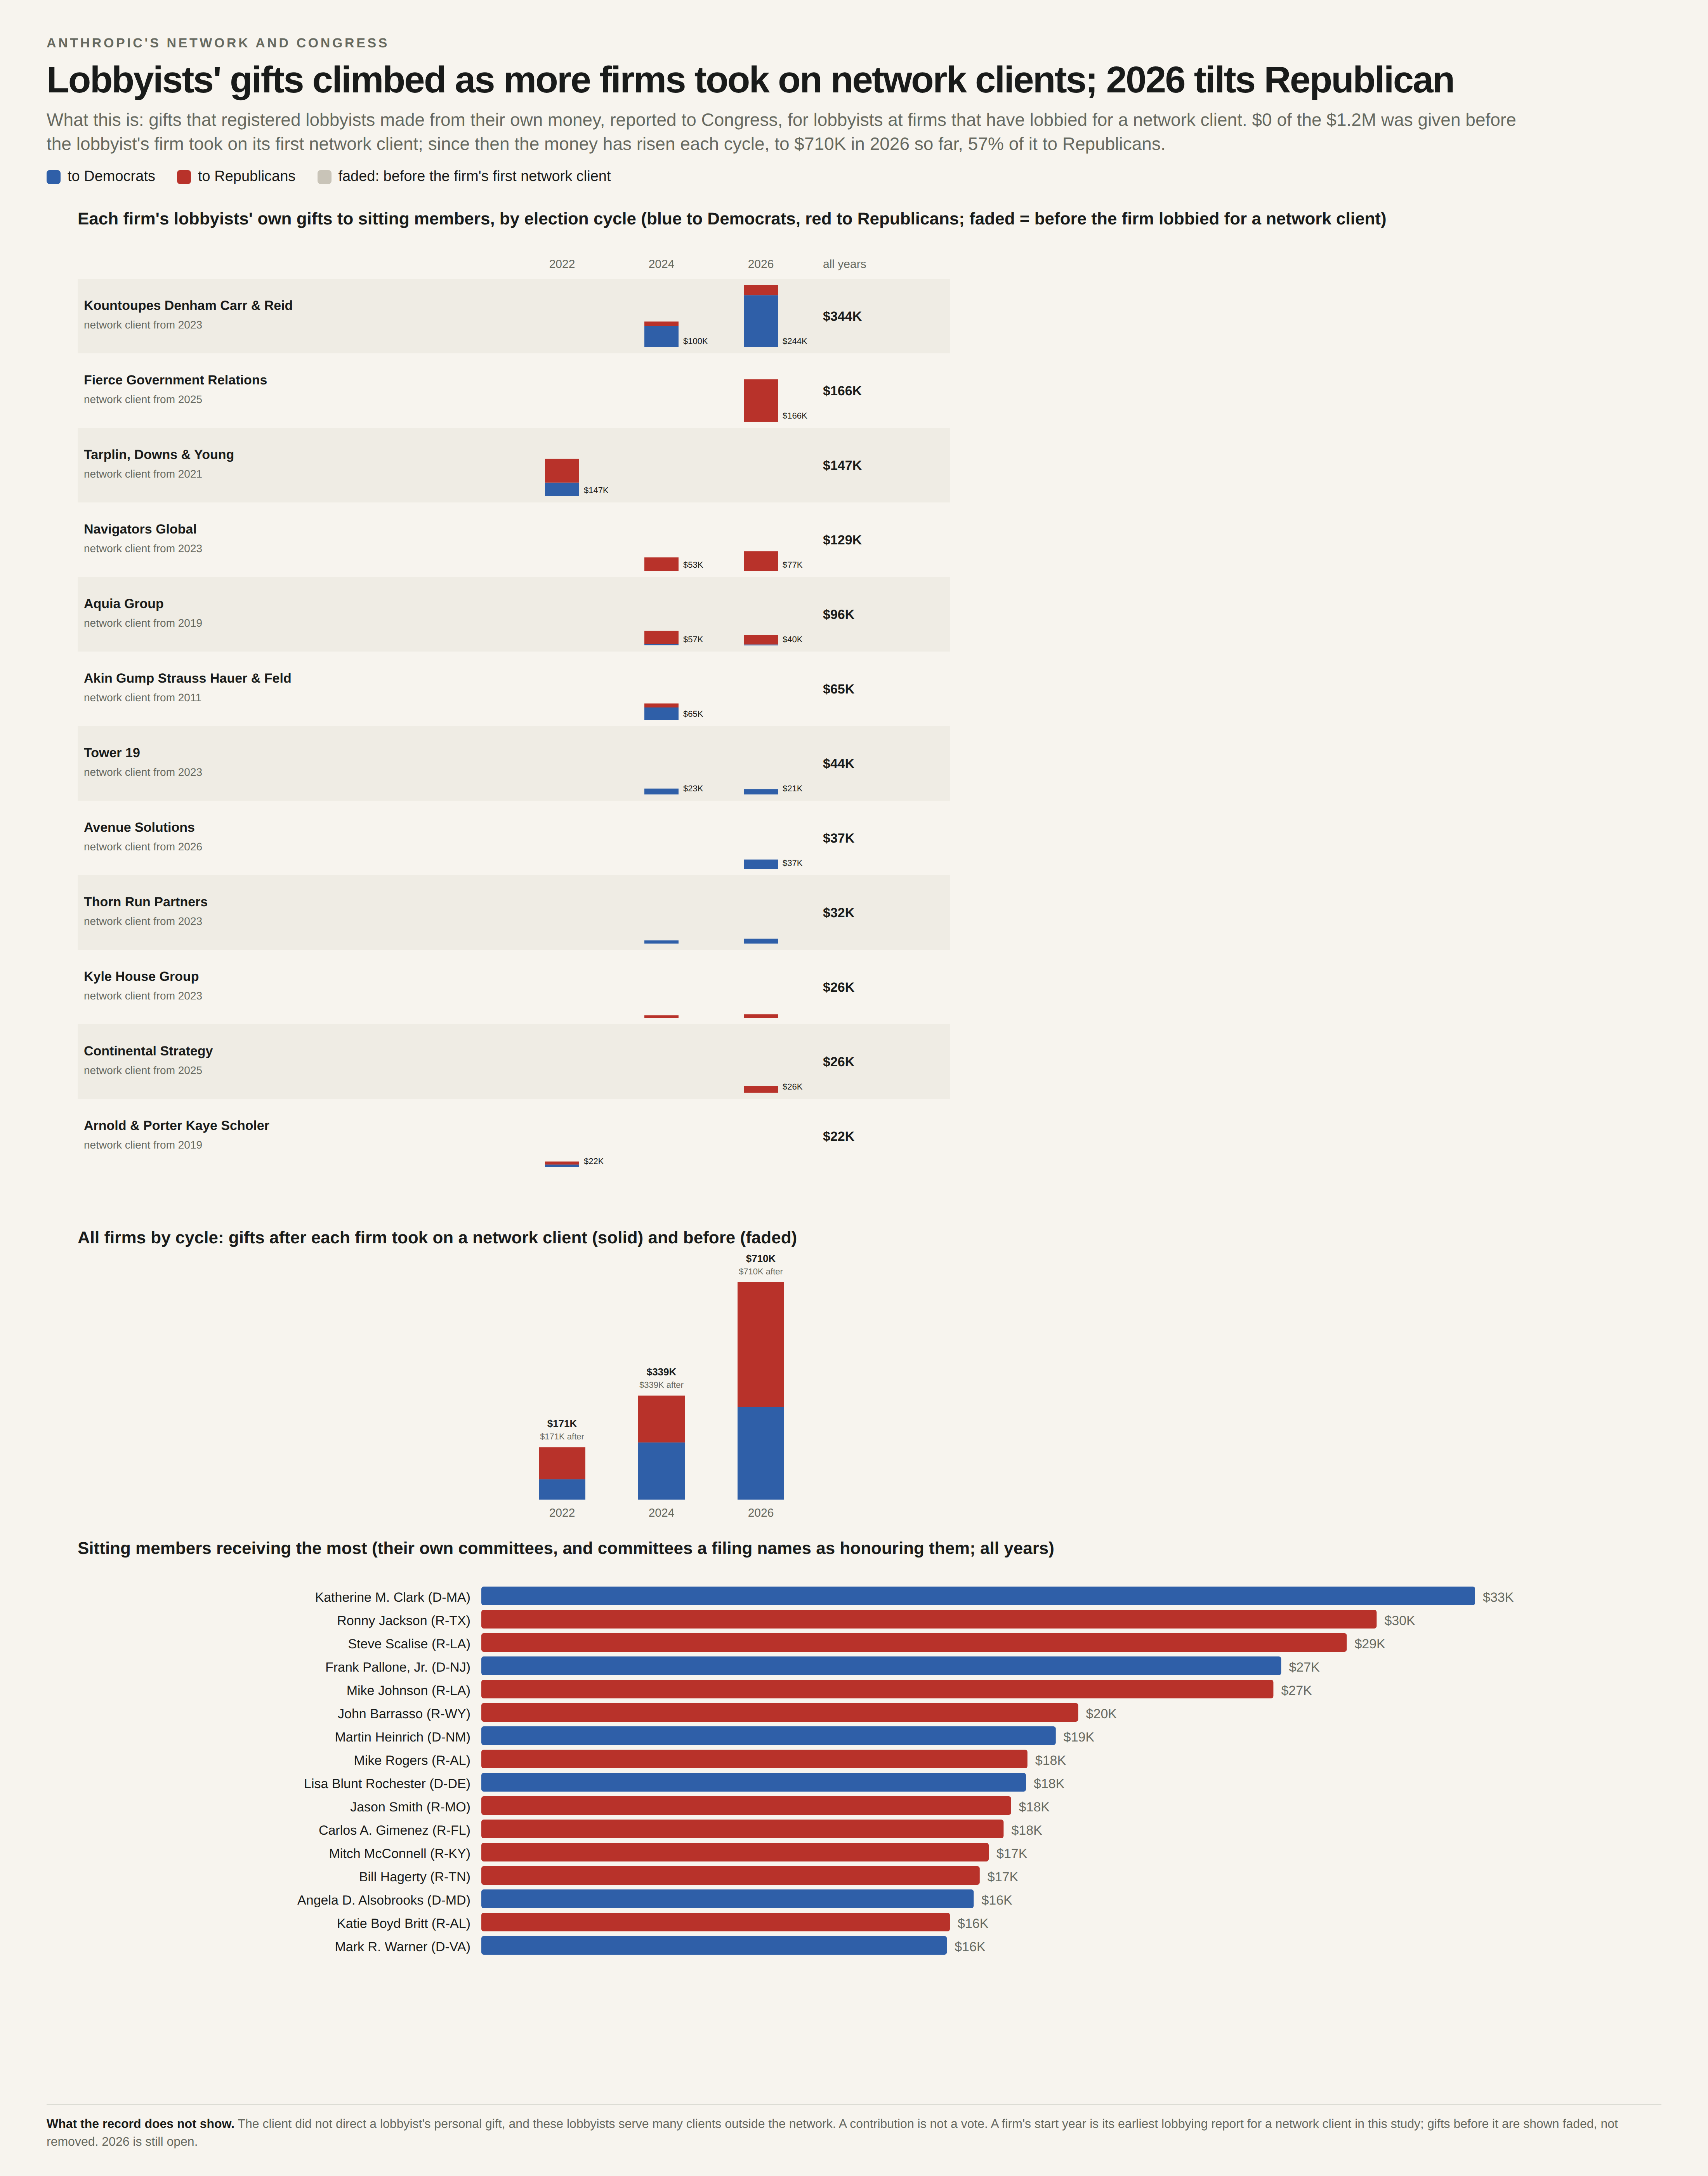 ANTHROPIC'S NETWORK AND CONGRESS
Lobbyists' gifts climbed as more firms took on network clients; 2026 tilts Republican
What this is: gifts that registered lobbyists made from their own money, reported to Congress, for lobbyists at firms that have lobbied for a network client. $0 of the $1.2M was given before
the lobbyist's firm took on its first network client; since then the money has risen each cycle, to $710K in 2026 so far, 57% of it to Republicans.
to Democrats to Republicans faded: before the firm's first network client
Each firm's lobbyists' own gifts to sitting members, by election cycle (blue to Democrats, red to Republicans; faded = before the firm lobbied for a network client)
2022 2024 2026 all years
Kountoupes Denham Carr & Reid
network client from 2023
$100K $244K $344K
Fierce Government Relations
network client from 2025
$166K $166K
Tarplin, Downs & Young
network client from 2021
$147K $147K
Navigators Global
network client from 2023
$53K $77K $129K
Aquia Group
network client from 2019
$57K $40K $96K
Akin Gump Strauss Hauer & Feld
network client from 2011
$65K $65K
Tower 19
network client from 2023
$23K $21K $44K
Avenue Solutions
network client from 2026
$37K $37K
Thorn Run Partners
network client from 2023
$32K
Kyle House Group
network client from 2023
$26K
Continental Strategy
network client from 2025
$26K $26K
Arnold & Porter Kaye Scholer
network client from 2019
$22K $22K
All firms by cycle: gifts after each firm took on a network client (solid) and before (faded)
$710K
$710K after
$339K
$339K after
$171K
$171K after
2022 2024 2026
Sitting members receiving the most (their own committees, and committees a filing names as honouring them; all years)
Katherine M. Clark (D-MA) $33K
Ronny Jackson (R-TX) $30K
Steve Scalise (R-LA) $29K
Frank Pallone, Jr. (D-NJ) $27K
Mike Johnson (R-LA) $27K
John Barrasso (R-WY) $20K
Martin Heinrich (D-NM) $19K
Mike Rogers (R-AL) $18K
Lisa Blunt Rochester (D-DE) $18K
Jason Smith (R-MO) $18K
Carlos A. Gimenez (R-FL) $18K
Mitch McConnell (R-KY) $17K
Bill Hagerty (R-TN) $17K
Angela D. Alsobrooks (D-MD) $16K
Katie Boyd Britt (R-AL) $16K
Mark R. Warner (D-VA) $16K
What the record does not show. The client did not direct a lobbyist's personal gift, and these lobbyists serve many clients outside the network. A contribution is not a vote. A firm's start year is its earliest lobbying report for a network client in this study; gifts before it are shown faded, not
removed. 2026 is still open.